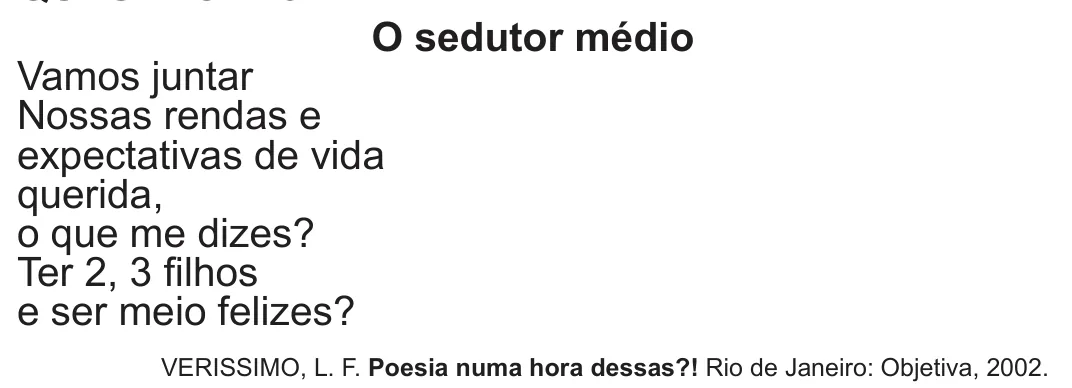 O sedutor médio
Vamos juntar
Nossas rendas e
expectativas de vida
querida,
o que me dizes?
Ter 2, 3 filhos
e ser meio felizes?
VERISSIMO, L. F. Poesia numa hora dessas?! Rio de Janeiro: Objetiva, 2002.